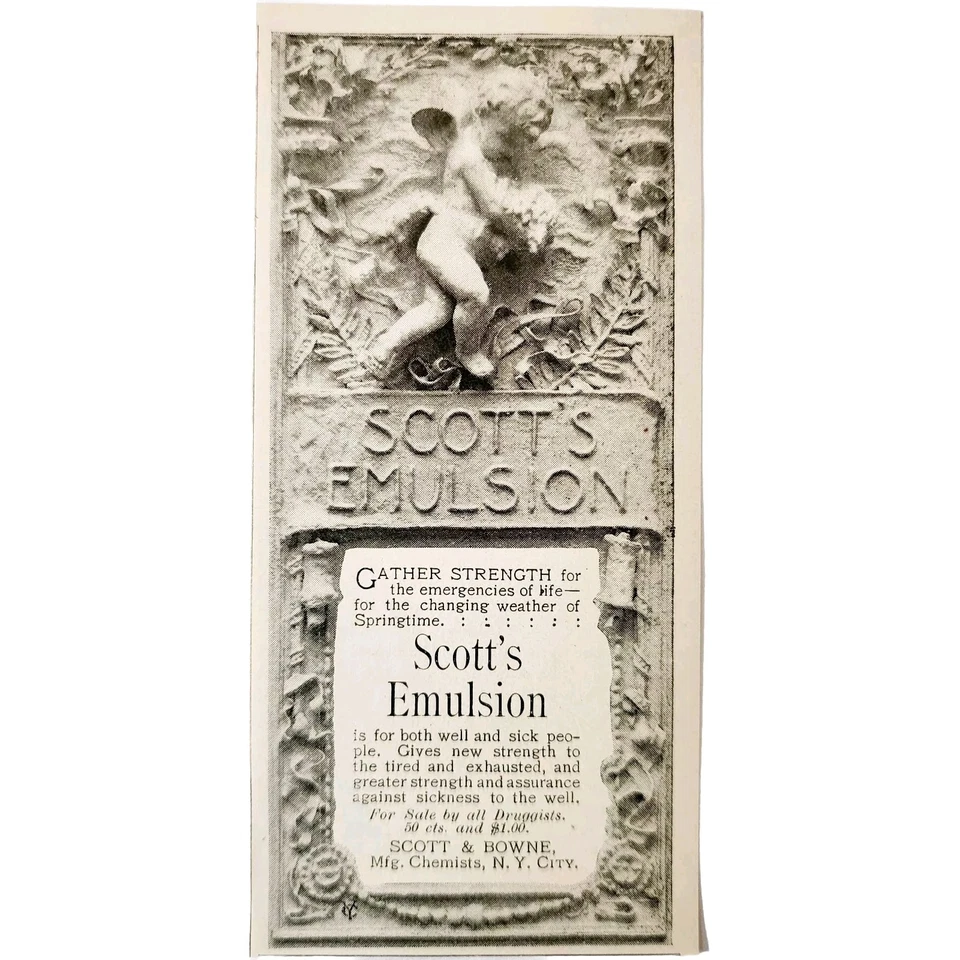 SCOTT'S
EMULSION
GATHER STRENGTH for
the emergencies of life—
for the changing weather of
Springtime. : : : : : :
Scott's
Emulsion
is for both well and sick peo-
ple. Gives new strength to
the tired and exhausted, and
greater strength and assurance
against sickness to the well.
For Sale by all Druggists.
50 cts. and $1.00.
SCOTT & BOWNE,
Mfg. Chemists, N. Y. CITY.